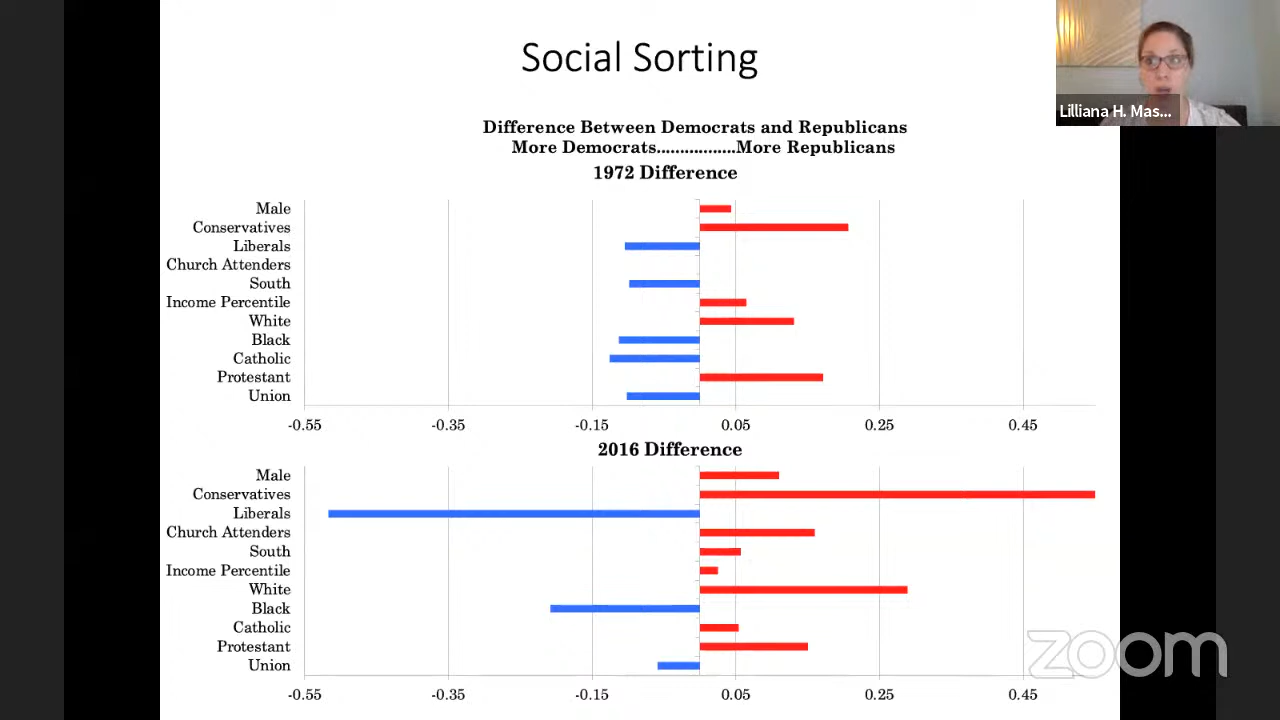 Social Sorting
Lilliana H. Mas...
Difference Between Democrats and Republicans
More Democrats.................More Republicans
1972 Difference
Male
Conservatives
Liberals
Church Attenders
South
Income Percentile
White
Black
Catholic
Protestant
Union
-0.55 -0.35 -0.15 0.05 0.25 0.45
2016 Difference
Male
Conservatives
Liberals
Church Attenders
South
Income Percentile
White
Black
Catholic
Protestant
Union
-0.55 -0.35 -0.15 0.05 0.25 0.45
zoom